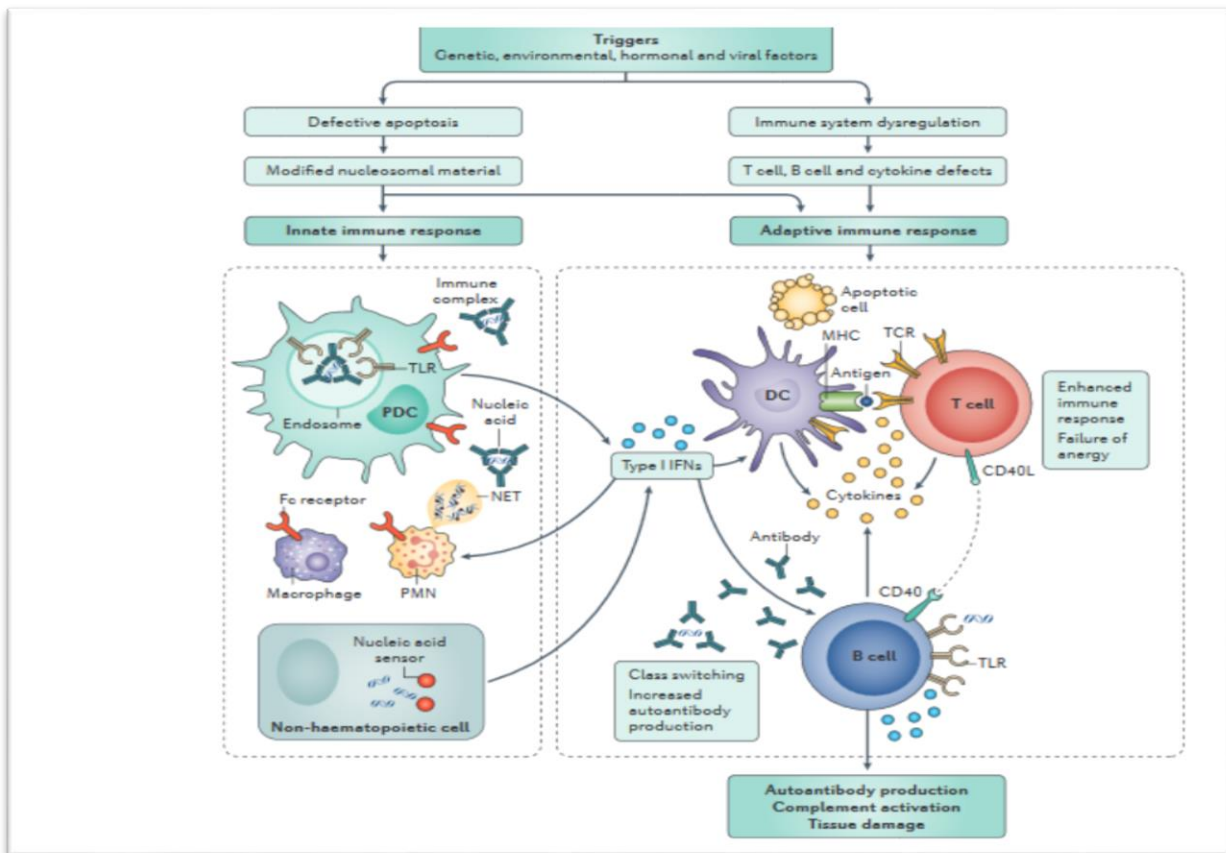 Triggers
Genetic, environmental, hormonal and viral factors
Defective apoptosis
Immune system dysregulation
Modified nucleosomal material
T cell, B cell and cytokine defects
Innate immune response
Adaptive immune response
Immune
complex
TLR
Endosome
PDC
Nucleic
acid
NET
Fc receptor
Macrophage
PMN
Nucleic acid
sensor
Non-haematopoietic cell
Type I IFNs
Apoptotic
cell
MHC
TCR
Antigen
DC
T cell
Enhanced
immune
response
Failure of
anergy
CD40L
Cytokines
Antibody
CD40
B cell
TLR
Class switching
Increased
autoantibody
production
Autoantibody production
Complement activation
Tissue damage